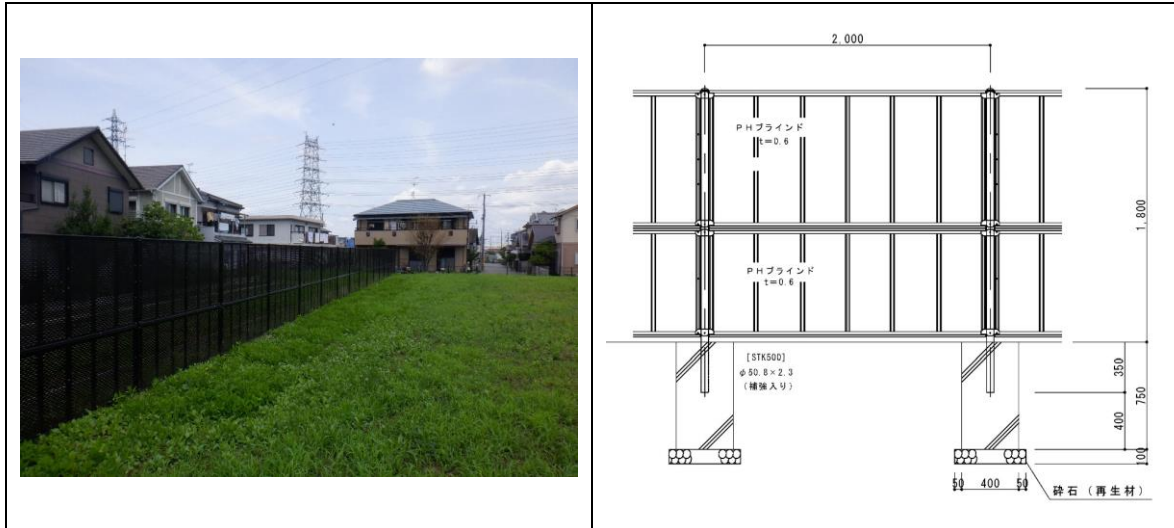 2,000
PHブラインド
t=0.6
1,800
PHブラインド
t=0.6
[STK500]
φ50.8×2.3
(補強入り)
350
750
400
100
50 400 50
砕石(再生材)